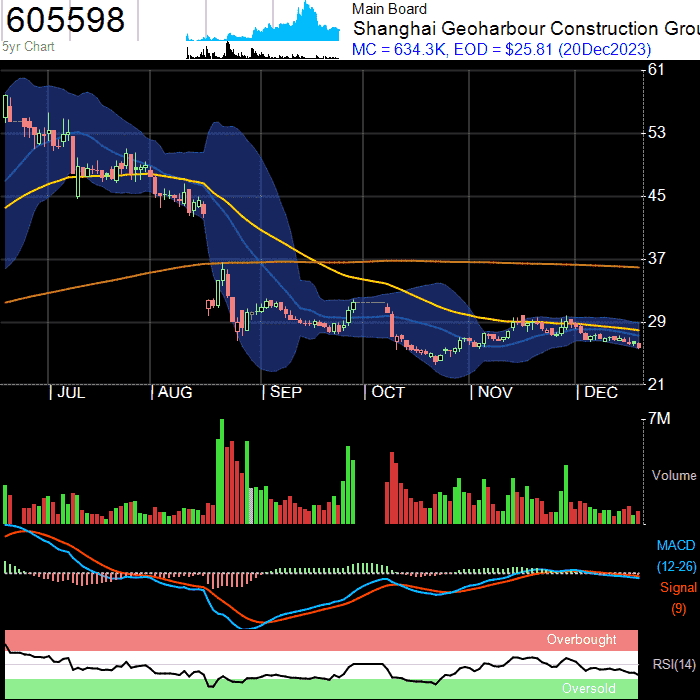 605598
5yr Chart
Main Board
Shanghai Geoharbour Construction Grou
MC = 634.3K, EOD = $25.81 (20Dec2023)
61
53
45
37
29
21
| JUL | AUG | SEP | OCT | NOV | DEC
7M
Volume
MACD
(12-26)
Signal
(9)
Overbought
RSI(14)
Oversold